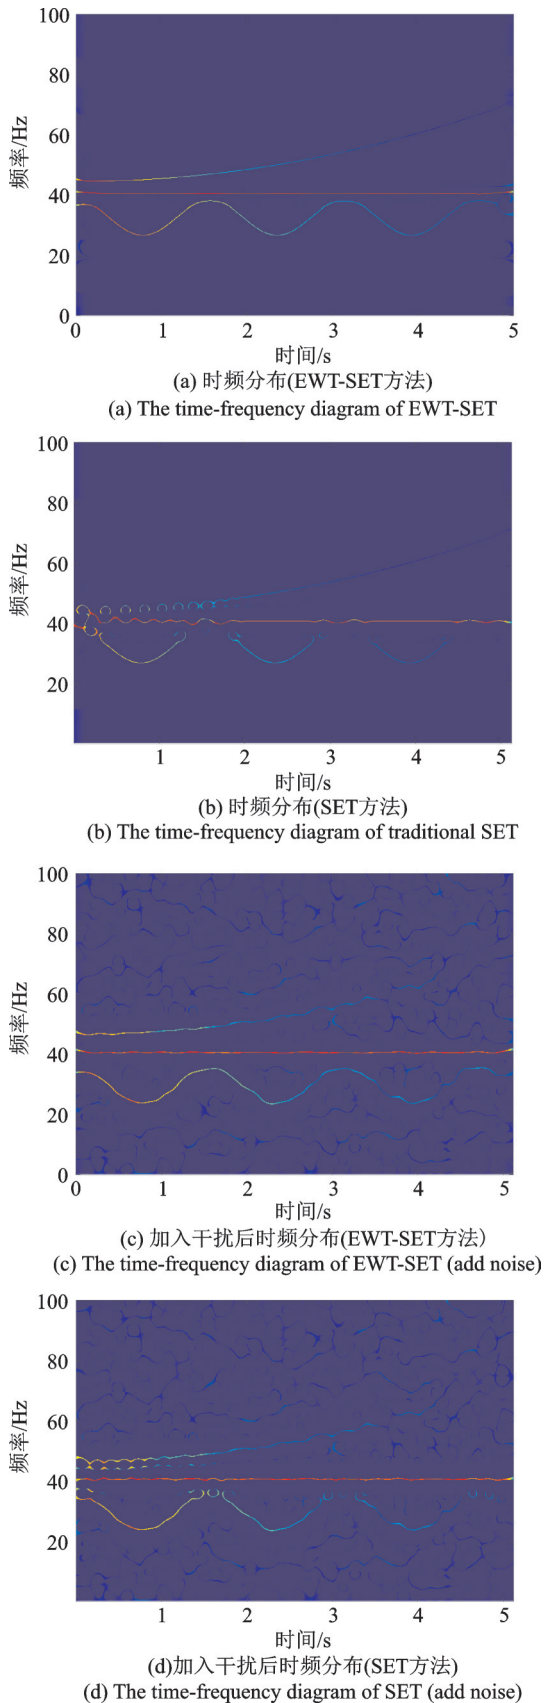 100
80
60
40
20
0
频率/Hz
0 1 2 3 4 5
时间/s
(a) 时频分布(EWT-SET方法)
(a) The time-frequency diagram of EWT-SET
100
80
60
40
20
频率/Hz
1 2 3 4 5
时间/s
(b) 时频分布(SET方法)
(b) The time-frequency diagram of traditional SET
100
80
60
40
20
0
频率/Hz
0 1 2 3 4 5
时间/s
(c) 加入干扰后时频分布(EWT-SET方法)
(c) The time-frequency diagram of EWT-SET (add noise)
100
80
60
40
20
频率/Hz
1 2 3 4 5
时间/s
(d)加入干扰后时频分布(SET方法)
(d) The time-frequency diagram of SET (add noise)